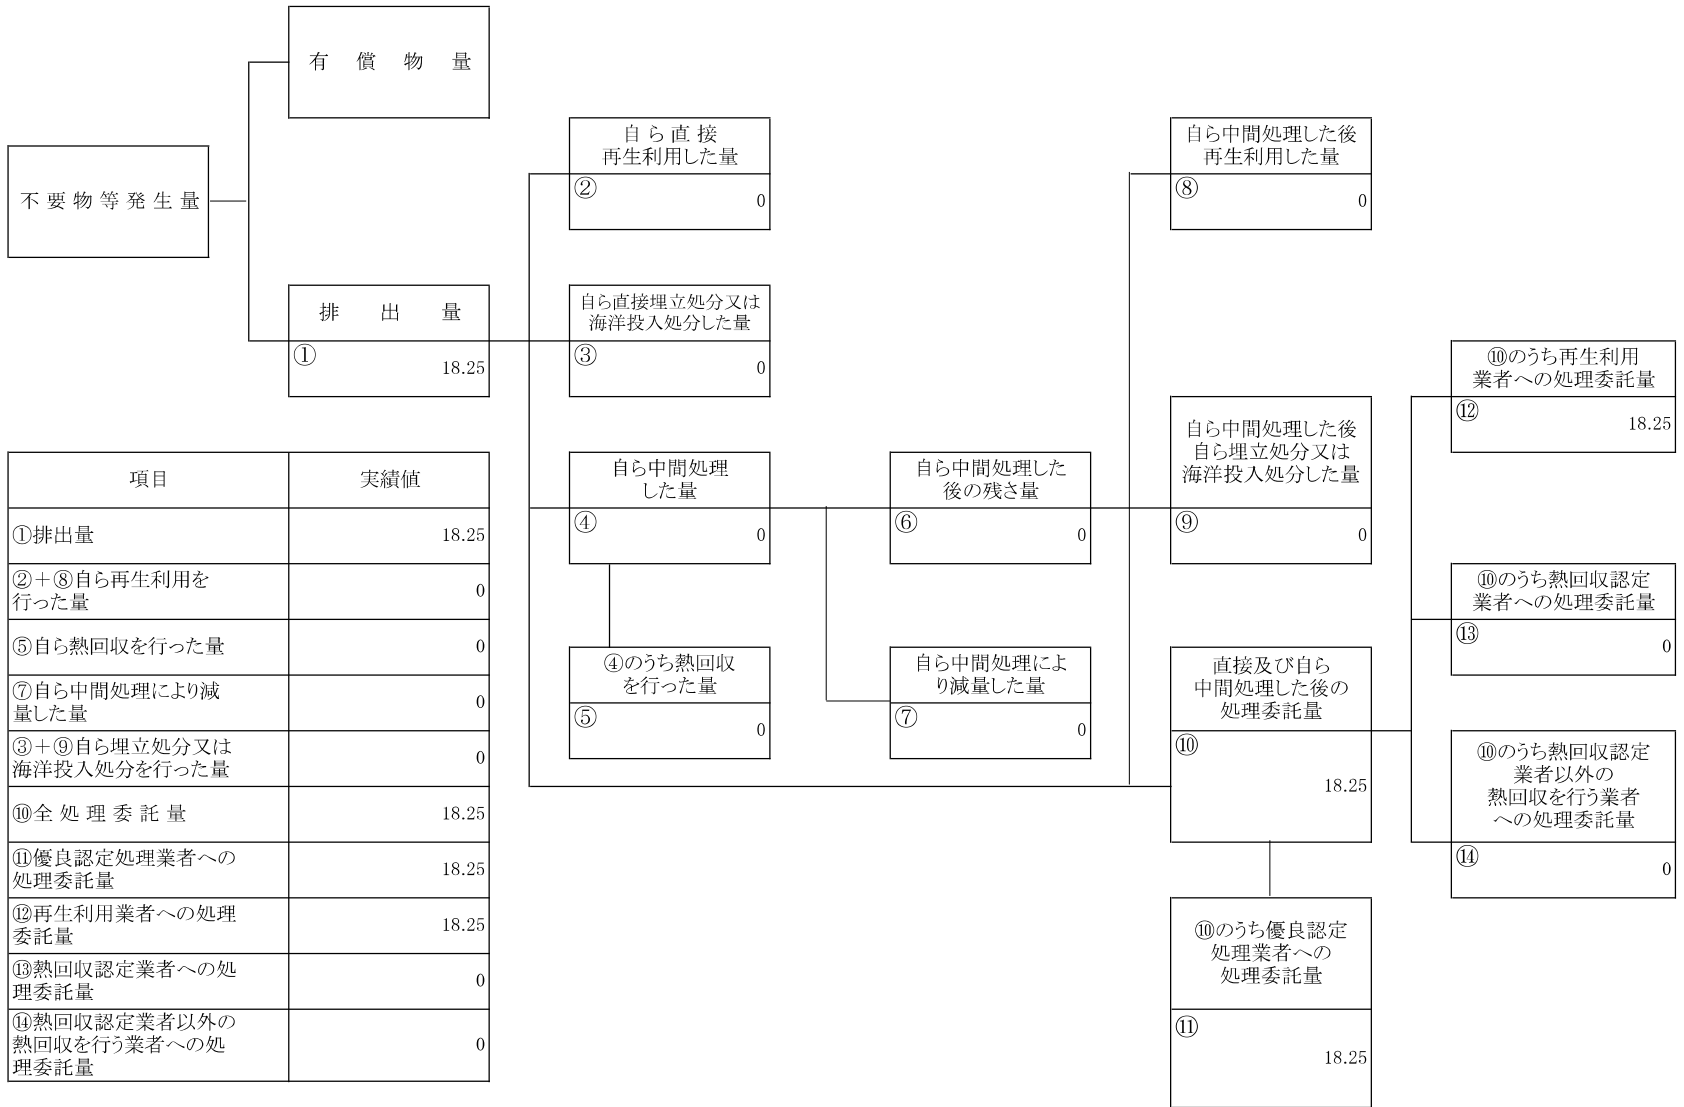 有 償 物 量
不 要 物 等 発 生 量
排 出 量
①
18.25
自 ら 直 接
再生利用した量
②
0
自ら直接埋立処分又は
海洋投入処分した量
③
0
自ら中間処理
した量
④
0
④のうち熱回収
を行った量
⑤
0
自ら中間処理した
後の残さ量
⑥
0
自ら中間処理によ
り減量した量
⑦
0
自ら中間処理した後
再生利用した量
⑧
0
自ら中間処理した後
自ら埋立処分又は
海洋投入処分した量
⑨
0
直接及び自ら
中間処理した後の
処理委託量
⑩
18.25
⑩のうち優良認定
処理業者への
処理委託量
⑪
18.25
⑩のうち再生利用
業者への処理委託量
⑫
18.25
⑩のうち熱回収認定
業者への処理委託量
⑬
0
⑩のうち熱回収認定
業者以外の
熱回収を行う業者
への処理委託量
⑭
0
項目 実績値
①排出量 18.25
②＋⑧自ら再生利用を
行った量 0
⑤自ら熱回収を行った量 0
⑦自ら中間処理により減
量した量 0
③＋⑨自ら埋立処分又は
海洋投入処分を行った量 0
⑩全 処 理 委 託 量 18.25
⑪優良認定処理業者への
処理委託量 18.25
⑫再生利用業者への処理
委託量 18.25
⑬熱回収認定業者への処
理委託量 0
⑭熱回収認定業者以外の
熱回収を行う業者への処
理委託量 0